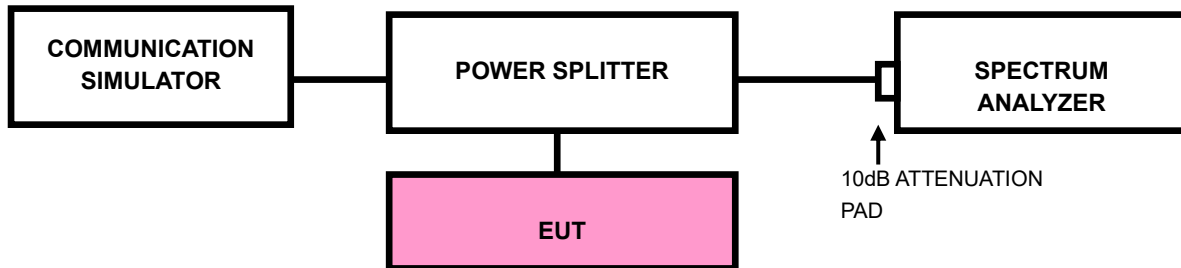 COMMUNICATION
SIMULATOR
POWER SPLITTER
SPECTRUM
ANALYZER
10dB ATTENUATION
PAD
EUT